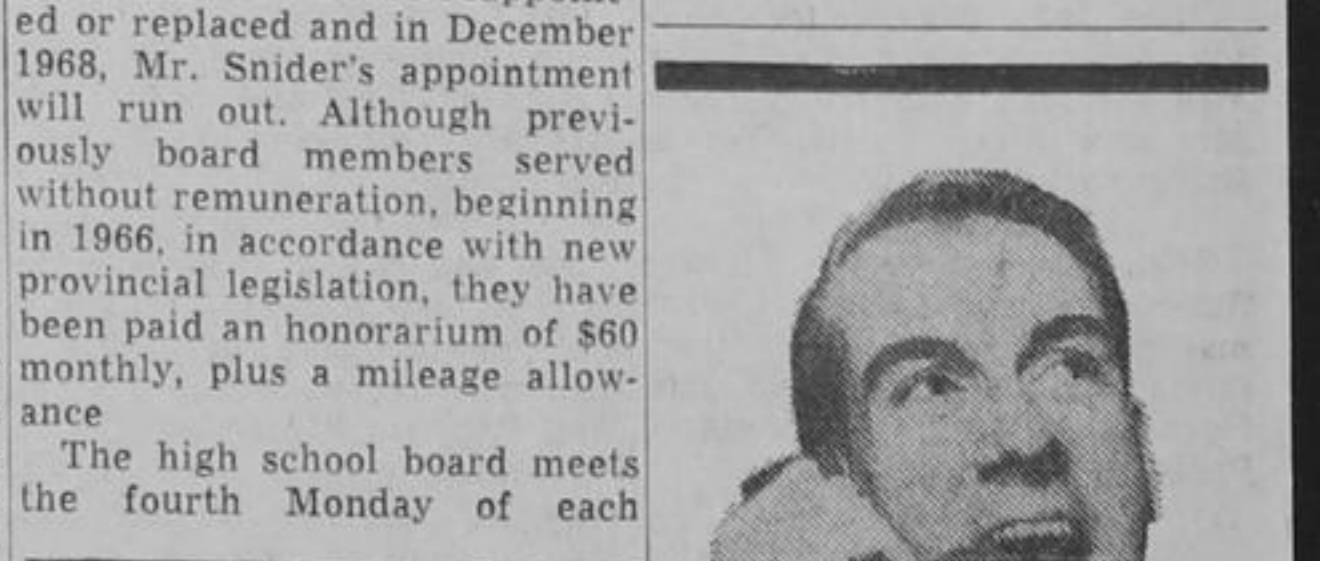 ed or replaced and in December
1968, Mr. Snider's appointment
will run out. Although previ-
ously board members served
without remuneration, beginning
in 1966, in accordance with new
provincial legislation, they have
been paid an honorarium of $60
monthly, plus a mileage allow-
ance
The high school board meets
the fourth Monday of each